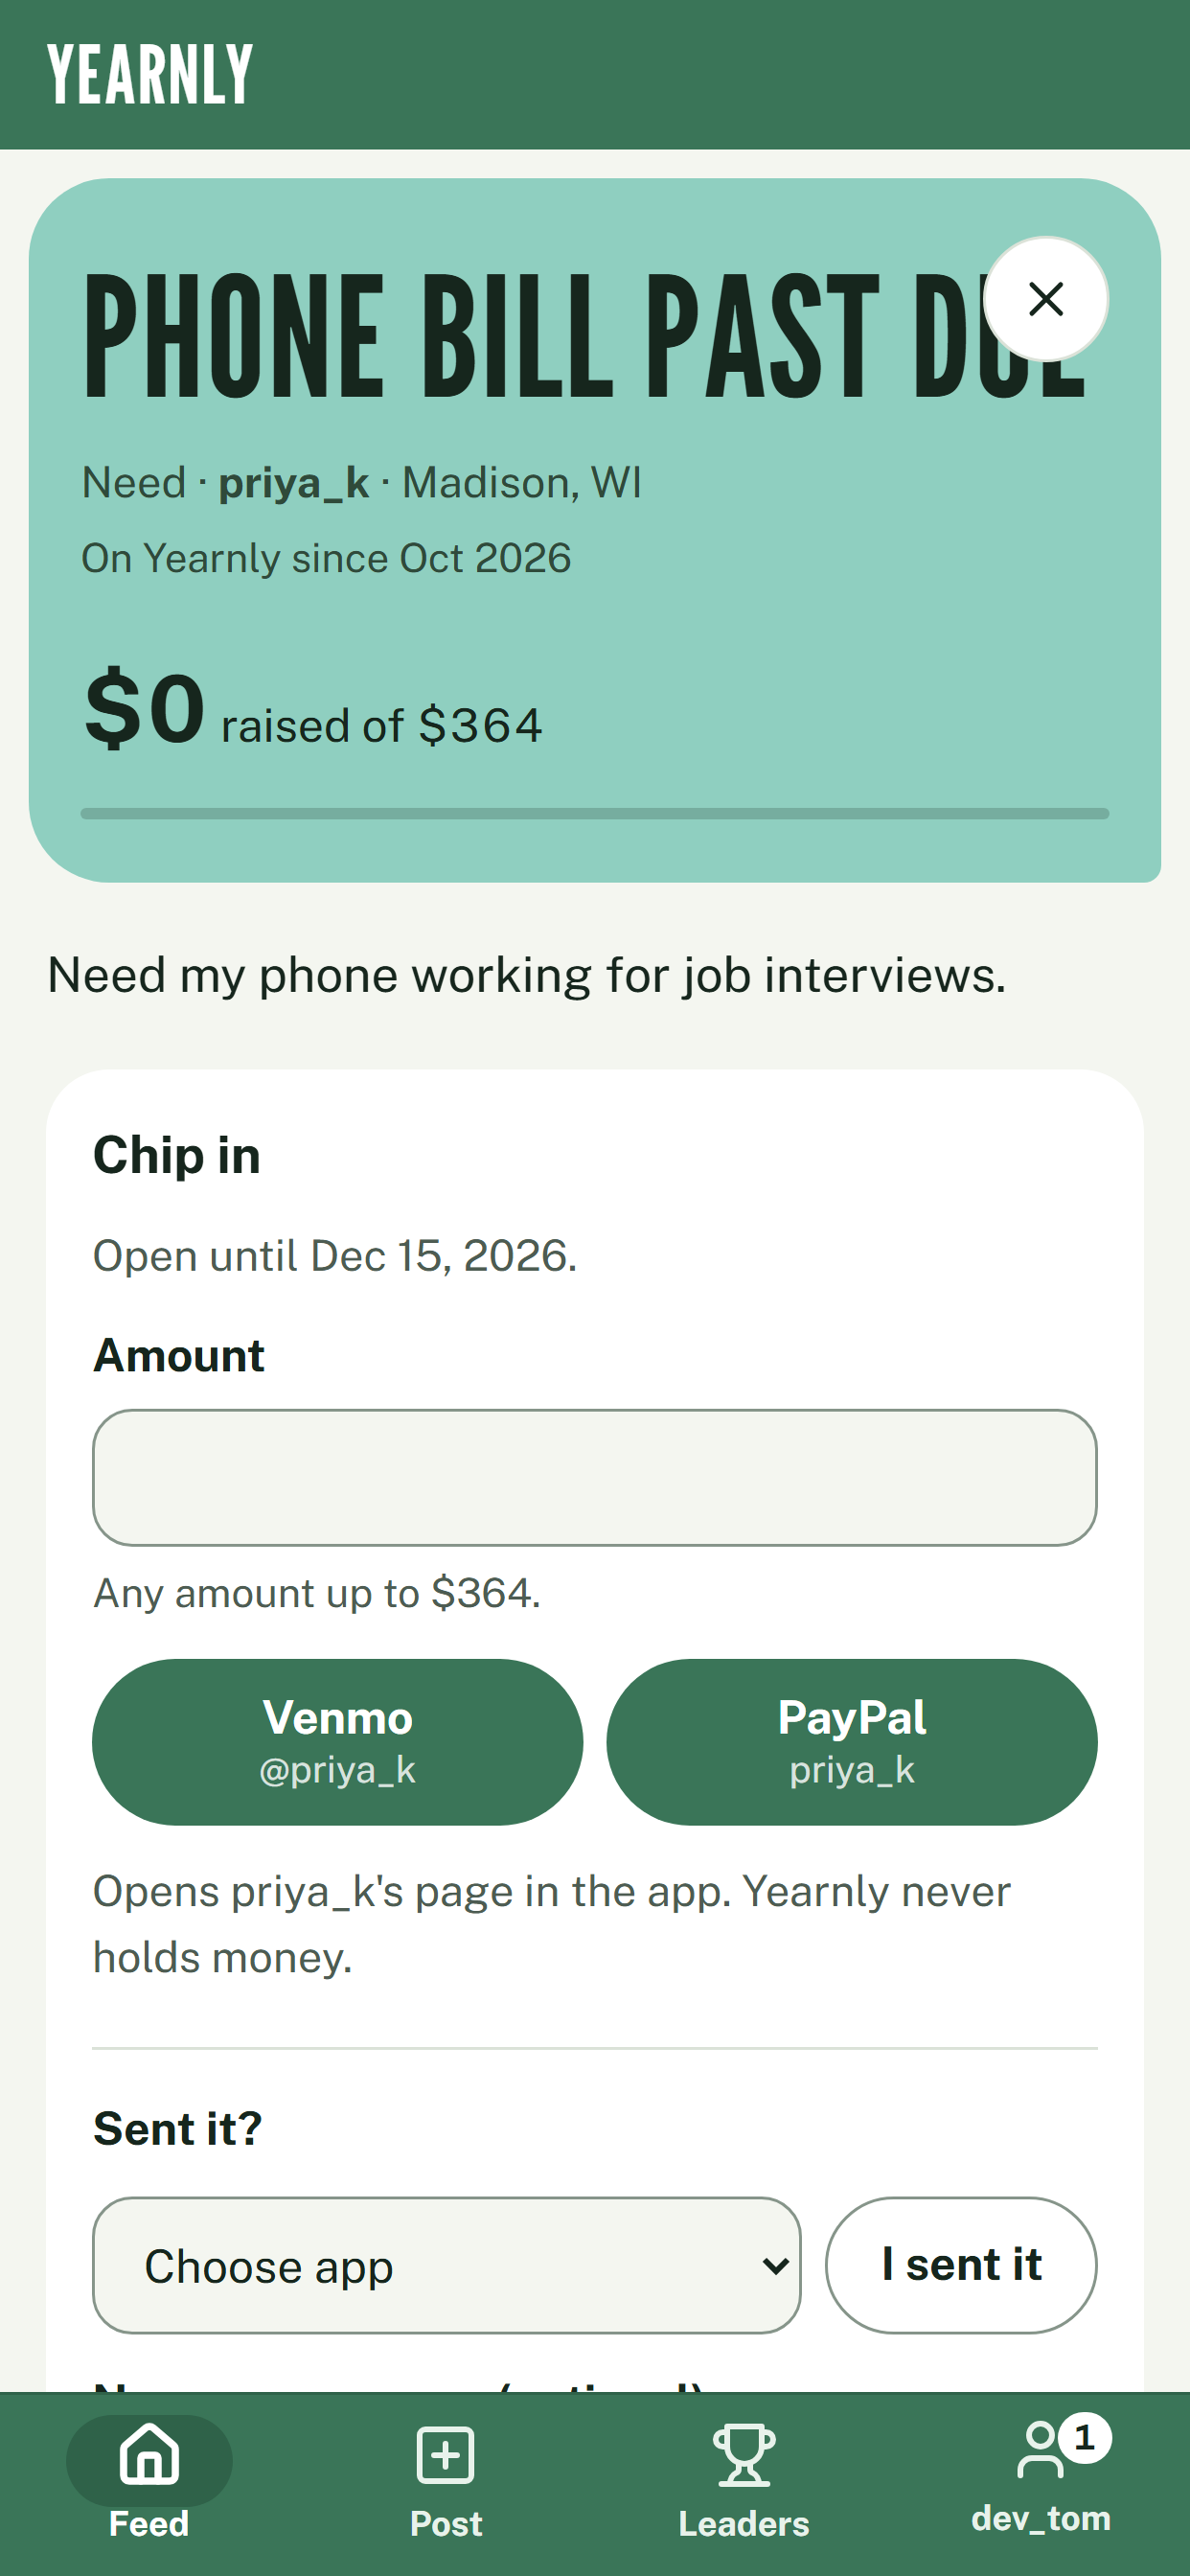 YEARNLY
PHONE BILL PAST DUE
Need · priya_k · Madison, WI
On Yearnly since Oct 2026
$0 raised of $364
Need my phone working for job interviews.
Chip in
Open until Dec 15, 2026.
Amount
Any amount up to $364.
Venmo
@priya_k
PayPal
priya_k
Opens priya_k's page in the app. Yearnly never
holds money.
Sent it?
Choose app
I sent it
Feed
Post
Leaders
1
dev_tom